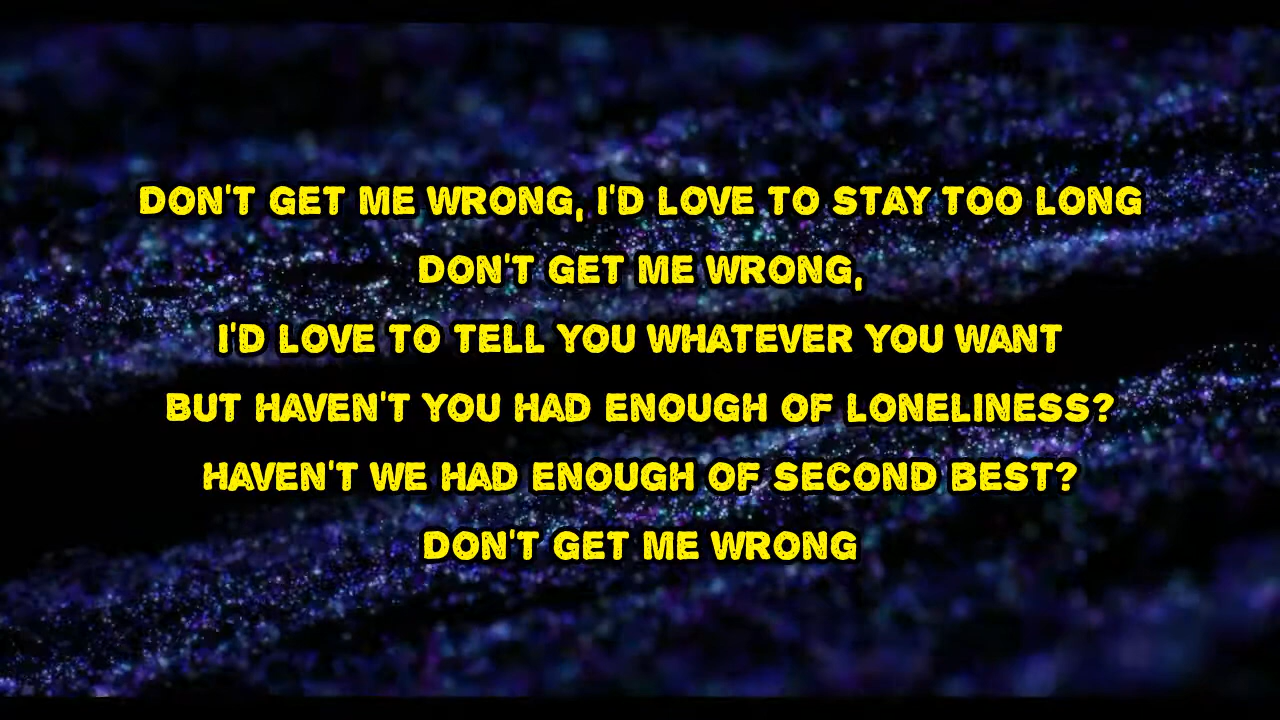 DON'T GET ME WRONG, I'D LOVE TO STAY TOO LONG
DON'T GET ME WRONG,
I'D LOVE TO TELL YOU WHATEVER YOU WANT
BUT HAVEN'T YOU HAD ENOUGH OF LONELINESS?
HAVEN'T WE HAD ENOUGH OF SECOND BEST?
DON'T GET ME WRONG